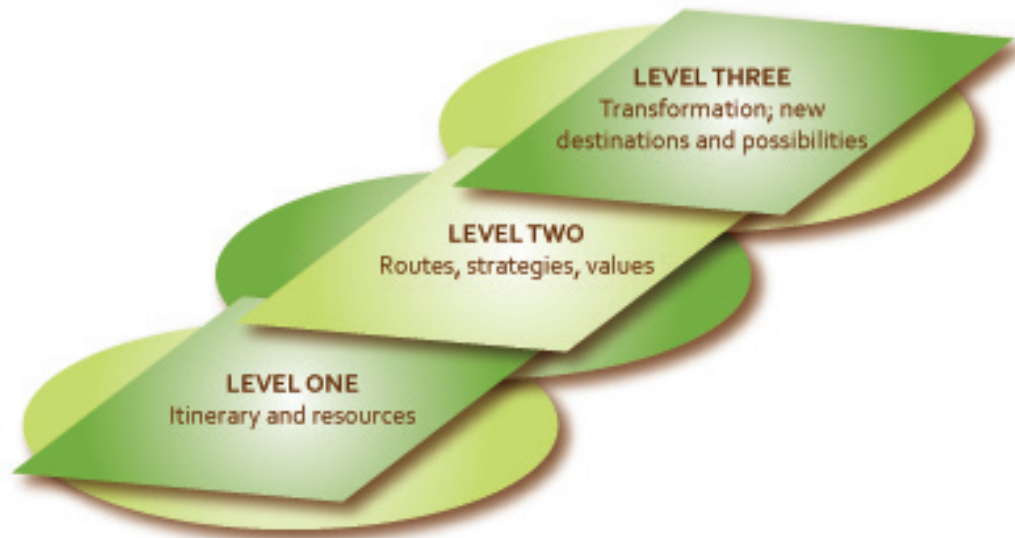 LEVEL THREE
Transformation; new
destinations and possibilities
LEVEL TWO
Routes, strategies, values
LEVEL ONE
Itinerary and resources